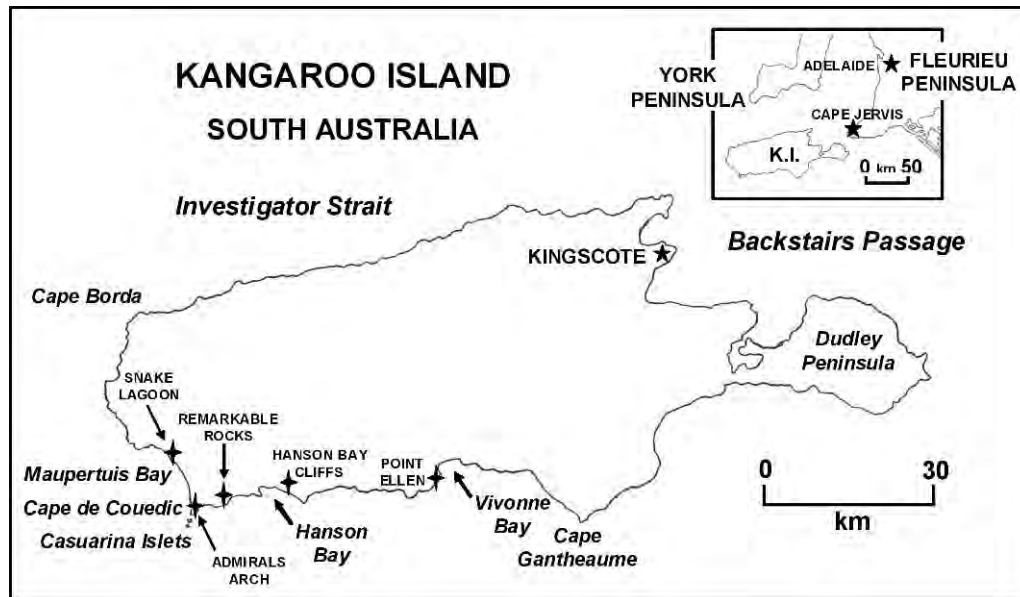 KANGAROO ISLAND
SOUTH AUSTRALIA
YORK
PENINSULA
ADELAIDE
FLEURIEU
PENINSULA
CAPE JERVIS
K.I.
0 km 50
Investigator Strait
KINGSCOTE
Backstairs Passage
Cape Borda
Dudley
Peninsula
SNAKE
LAGOON
REMARKABLE
ROCKS
HANSON BAY
CLIFFS
POINT
ELLEN
Maupertuis Bay
Cape de Couedic
Casuarina Islets
ADMIRALS
ARCH
Hanson
Bay
Vivonne
Bay
Cape
Gantheaume
0 30
km